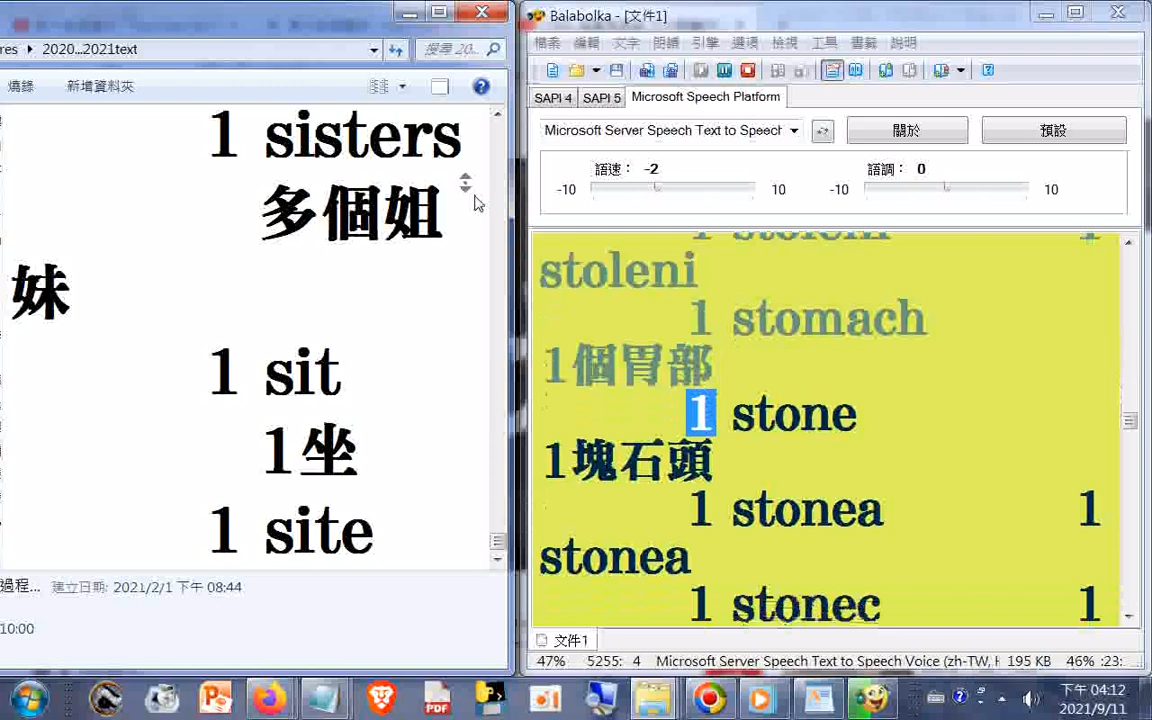 res ▸ 2020...2021text
搜尋 20...
燒錄 新增資料夾
1 sisters
多個姐
妹
1 sit
1坐
1 site
過程... 建立日期: 2021/2/1 下午 08:44
10:00
Balabolka - [文件1]
檔案 編輯 文字 朗讀 引擎 選項 檢視 工具 書籤 說明
SAPI 4 SAPI 5 Microsoft Speech Platform
Microsoft Server Speech Text to Speech
關於 預設
語速： -2 語調： 0
-10 10 -10 10
1 stoleni 1
stoleni
1 stomach
1個胃部
1 stone
1塊石頭
1 stonea 1
stonea
1 stonec 1
文件1
47% 5255: 4 Microsoft Server Speech Text to Speech Voice (zh-TW, H 195 KB 46% :23:
PDF
下午 04:12
2021/9/11